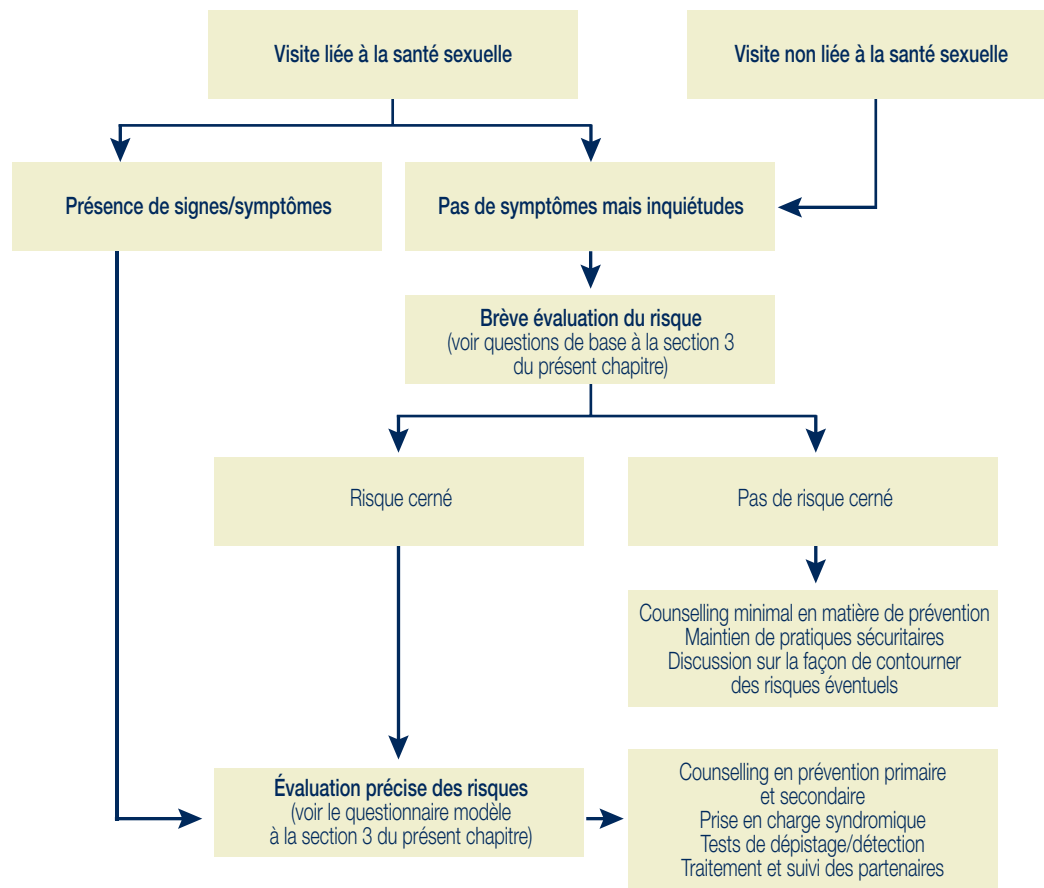 Visite liée à la santé sexuelle
Visite non liée à la santé sexuelle
Présence de signes/symptômes
Pas de symptômes mais inquiétudes
Brève évaluation du risque
(voir questions de base à la section 3
du présent chapitre)
Risque cerné
Pas de risque cerné
Counselling minimal en matière de prévention
Maintien de pratiques sécuritaires
Discussion sur la façon de contourner
des risques éventuels
Évaluation précise des risques
(voir le questionnaire modèle
à la section 3 du présent chapitre)
Counselling en prévention primaire
et secondaire
Prise en charge syndromique
Tests de dépistage/détection
Traitement et suivi des partenaires